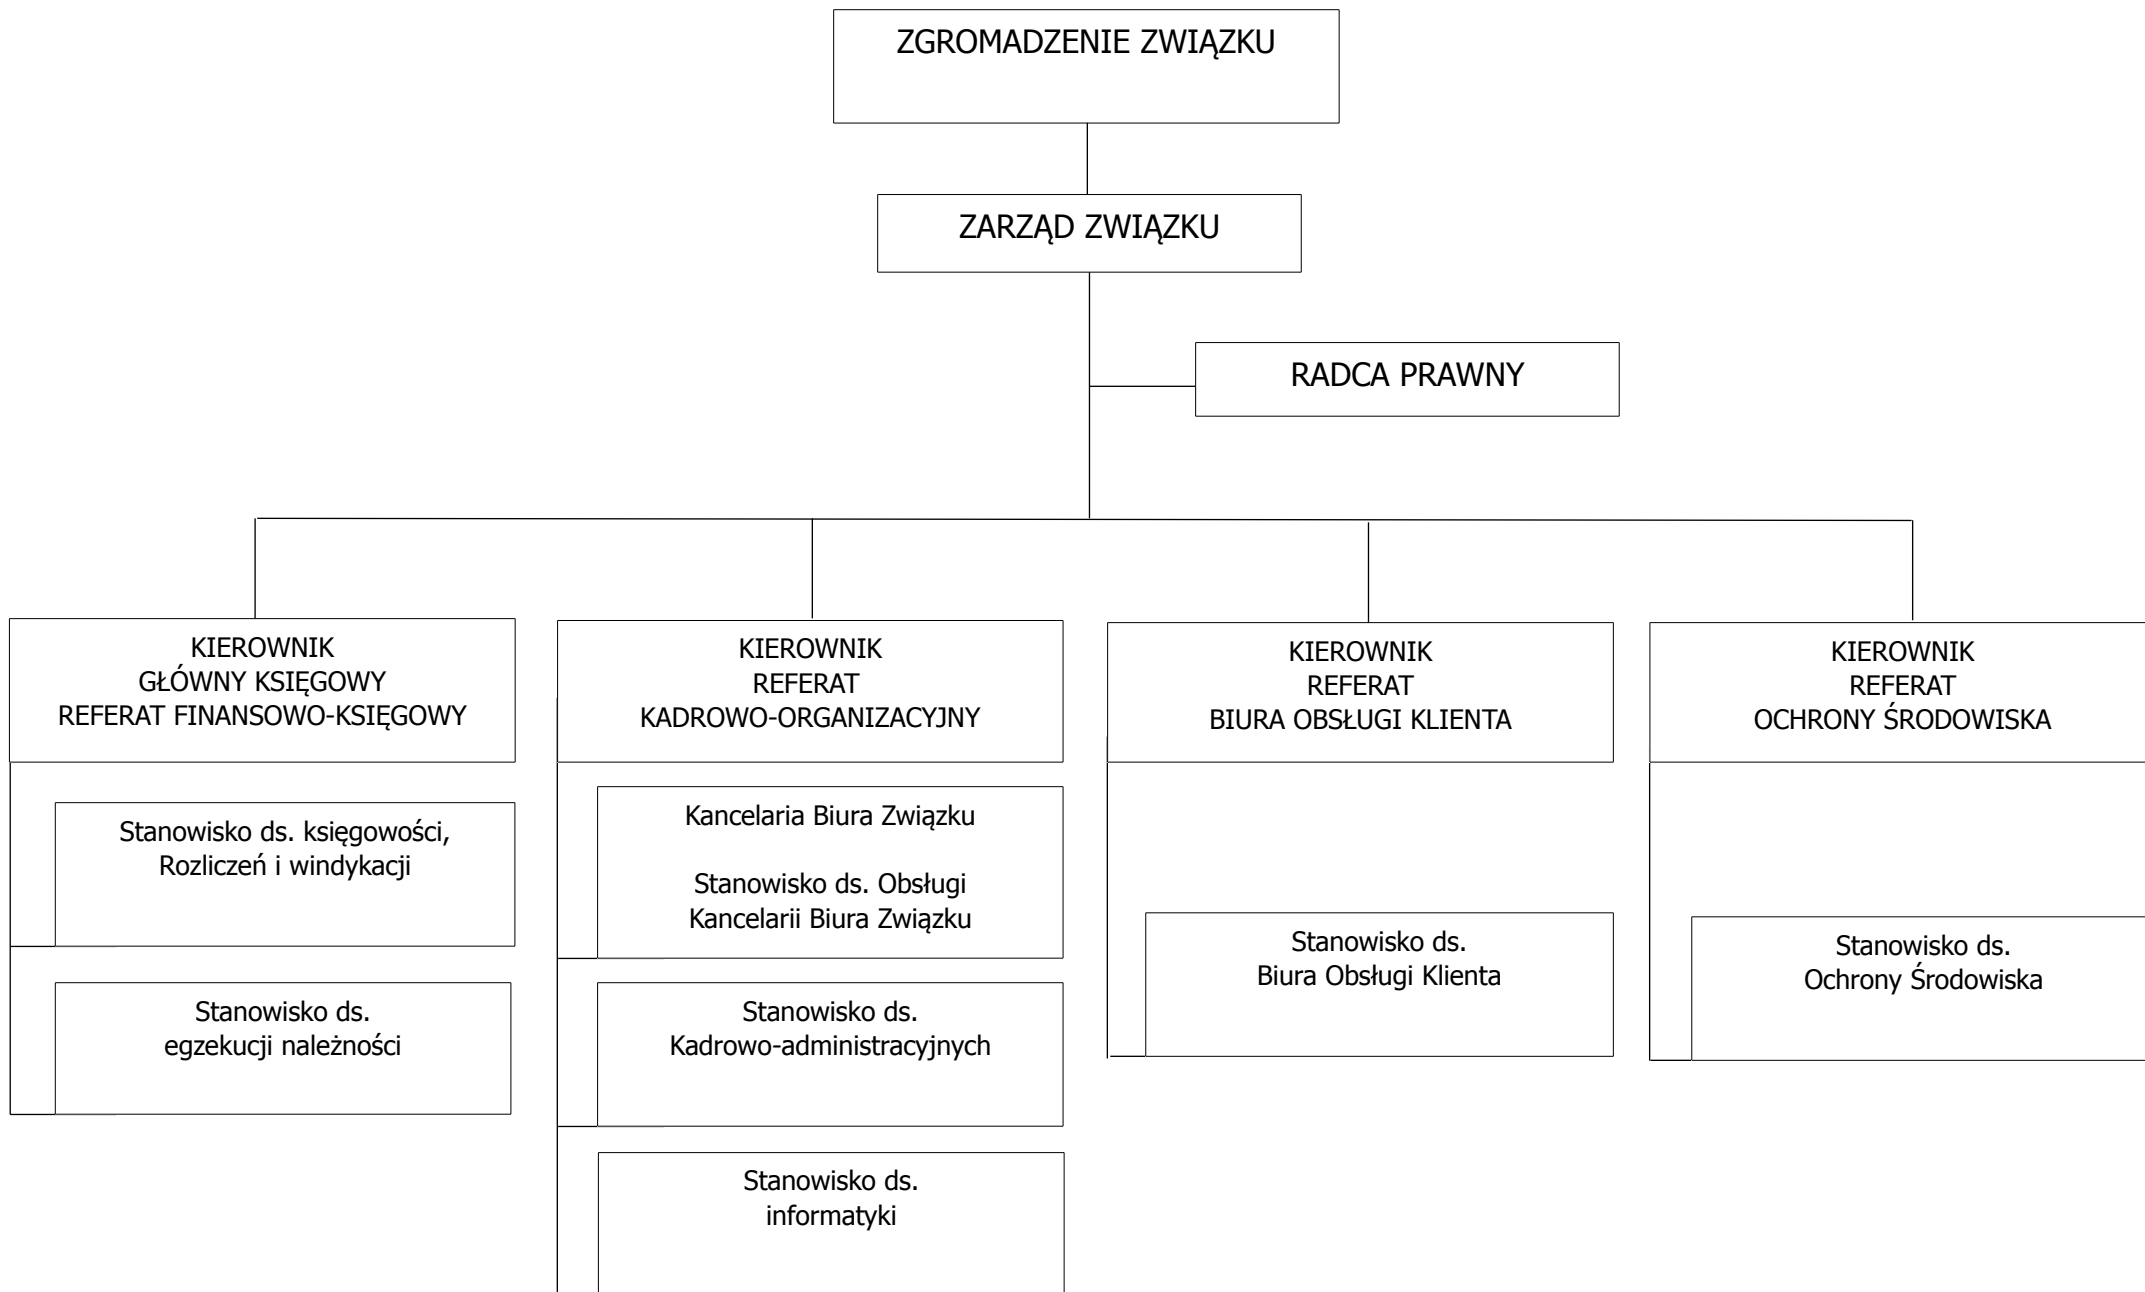 ZGROMADZENIE ZWIĄZKU
ZARZĄD ZWIĄZKU
RADCA PRAWNY
KIEROWNIK
GŁÓWNY KSIĘGOWY
REFERAT FINANSOWO-KSIĘGOWY
Stanowisko ds. księgowości,
Rozliczeń i windykacji
Stanowisko ds.
egzekucji należności
KIEROWNIK
REFERAT
KADROWO-ORGANIZACYJNY
Kancelaria Biura Związku
Stanowisko ds. Obsługi
Kancelarii Biura Związku
Stanowisko ds.
Kadrowo-administracyjnych
Stanowisko ds.
informatyki
KIEROWNIK
REFERAT
BIURA OBSŁUGI KLIENTA
Stanowisko ds.
Biura Obsługi Klienta
KIEROWNIK
REFERAT
OCHRONY ŚRODOWISKA
Stanowisko ds.
Ochrony Środowiska